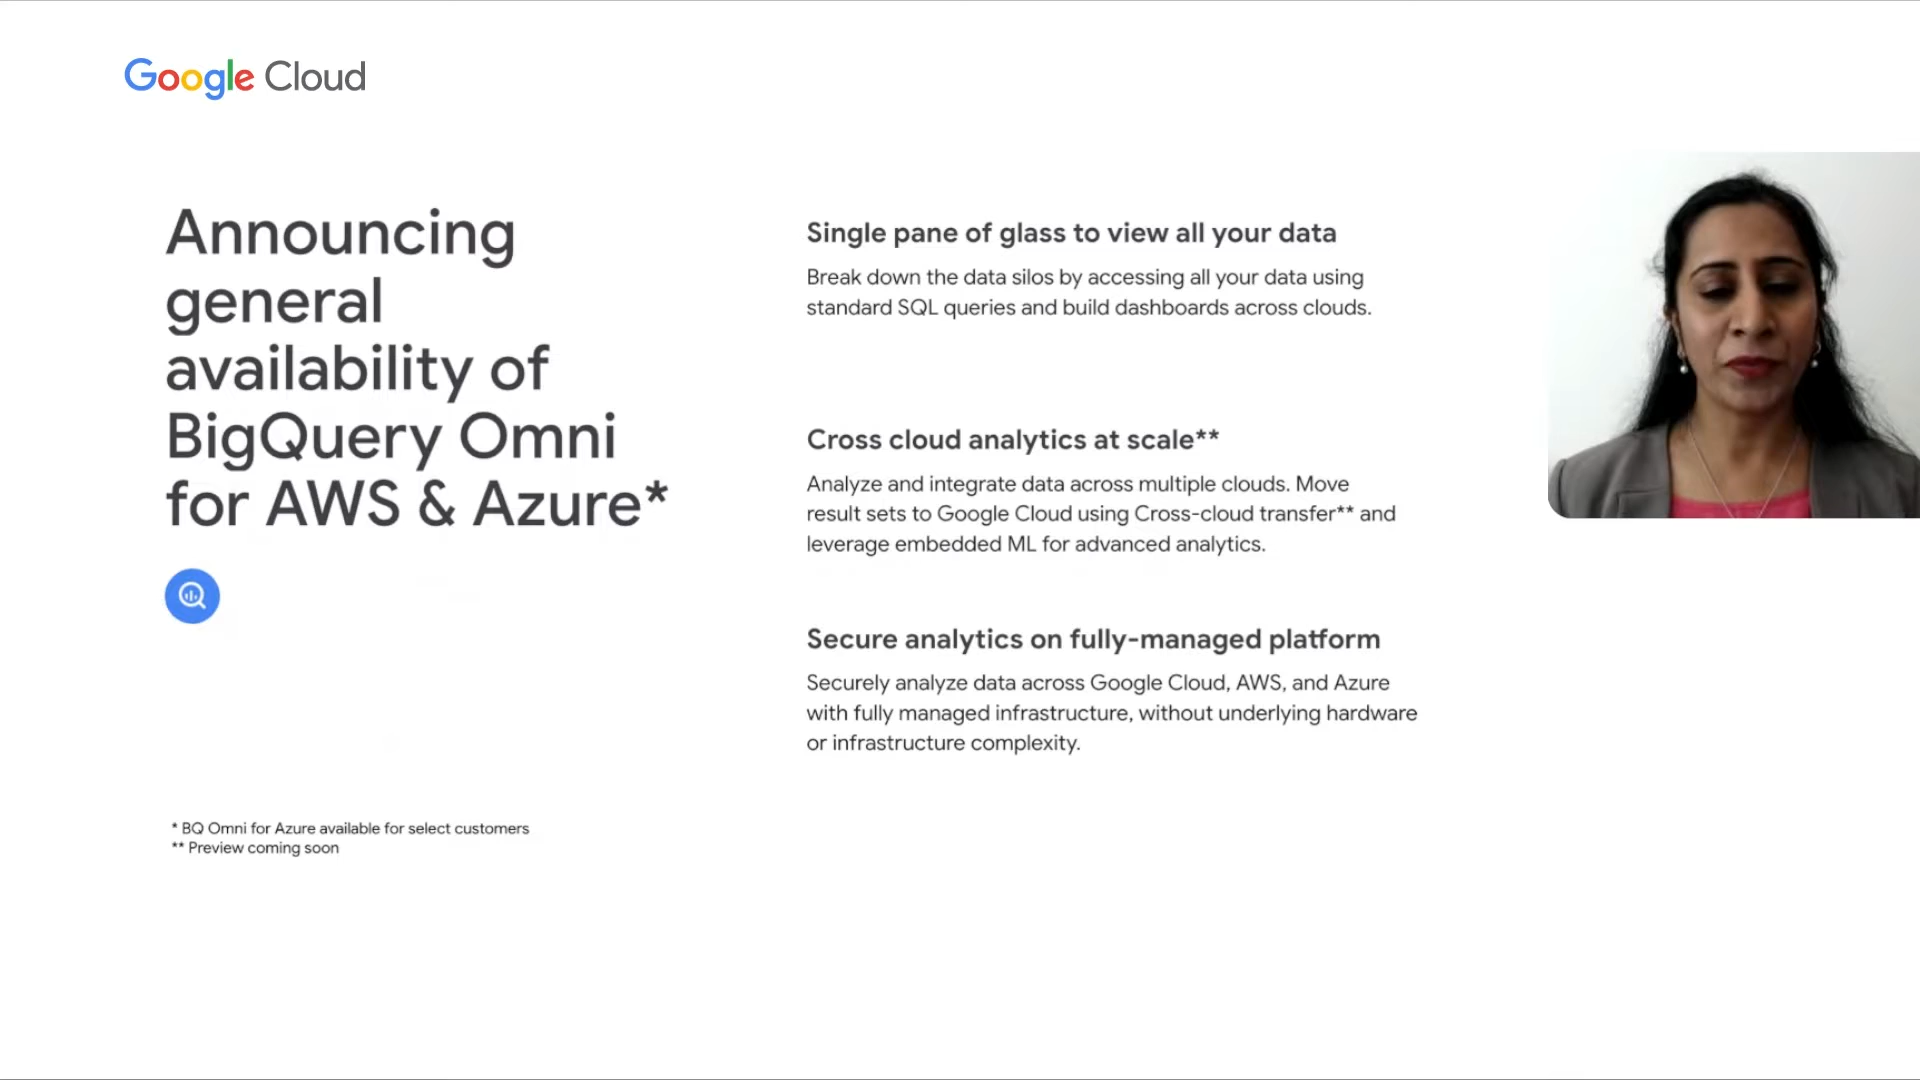 Google Cloud
Announcing
general
availability of
BigQuery Omni
for AWS & Azure*
Single pane of glass to view all your data
Break down the data silos by accessing all your data using
standard SQL queries and build dashboards across clouds.
Cross cloud analytics at scale**
Analyze and integrate data across multiple clouds. Move
result sets to Google Cloud using Cross-cloud transfer** and
leverage embedded ML for advanced analytics.
Secure analytics on fully-managed platform
Securely analyze data across Google Cloud, AWS, and Azure
with fully managed infrastructure, without underlying hardware
or infrastructure complexity.
* BQ Omni for Azure available for select customers
** Preview coming soon